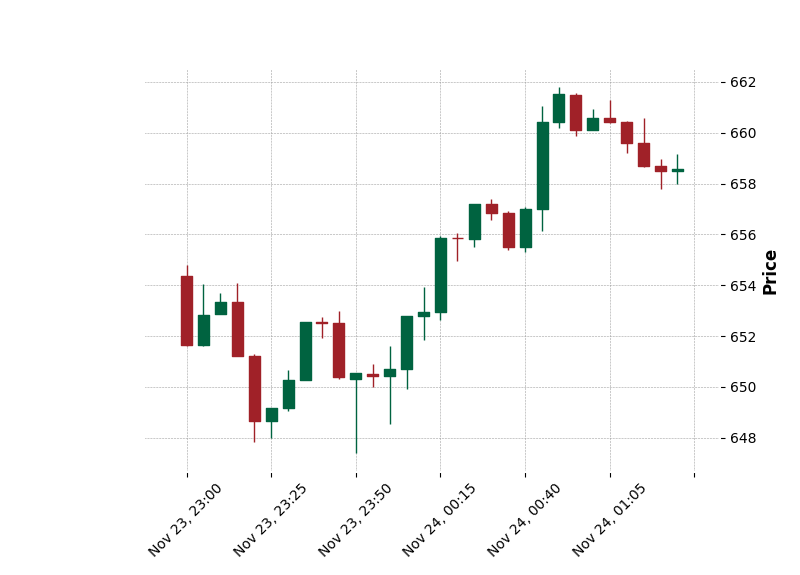 662
660
658
656
654
652
650
648
Price
Nov 23, 23:00
Nov 23, 23:25
Nov 23, 23:50
Nov 24, 00:15
Nov 24, 00:40
Nov 24, 01:05